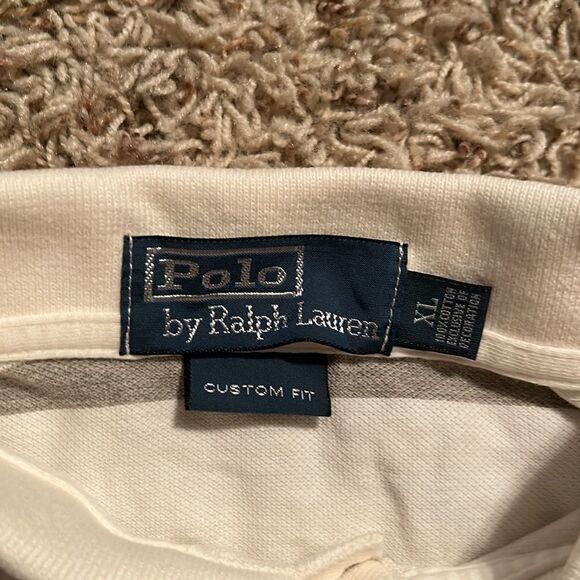 Polo
by Ralph Lauren
CUSTOM FIT
XL
100% COTTON
EXCLUSIVE OF
DECORATION